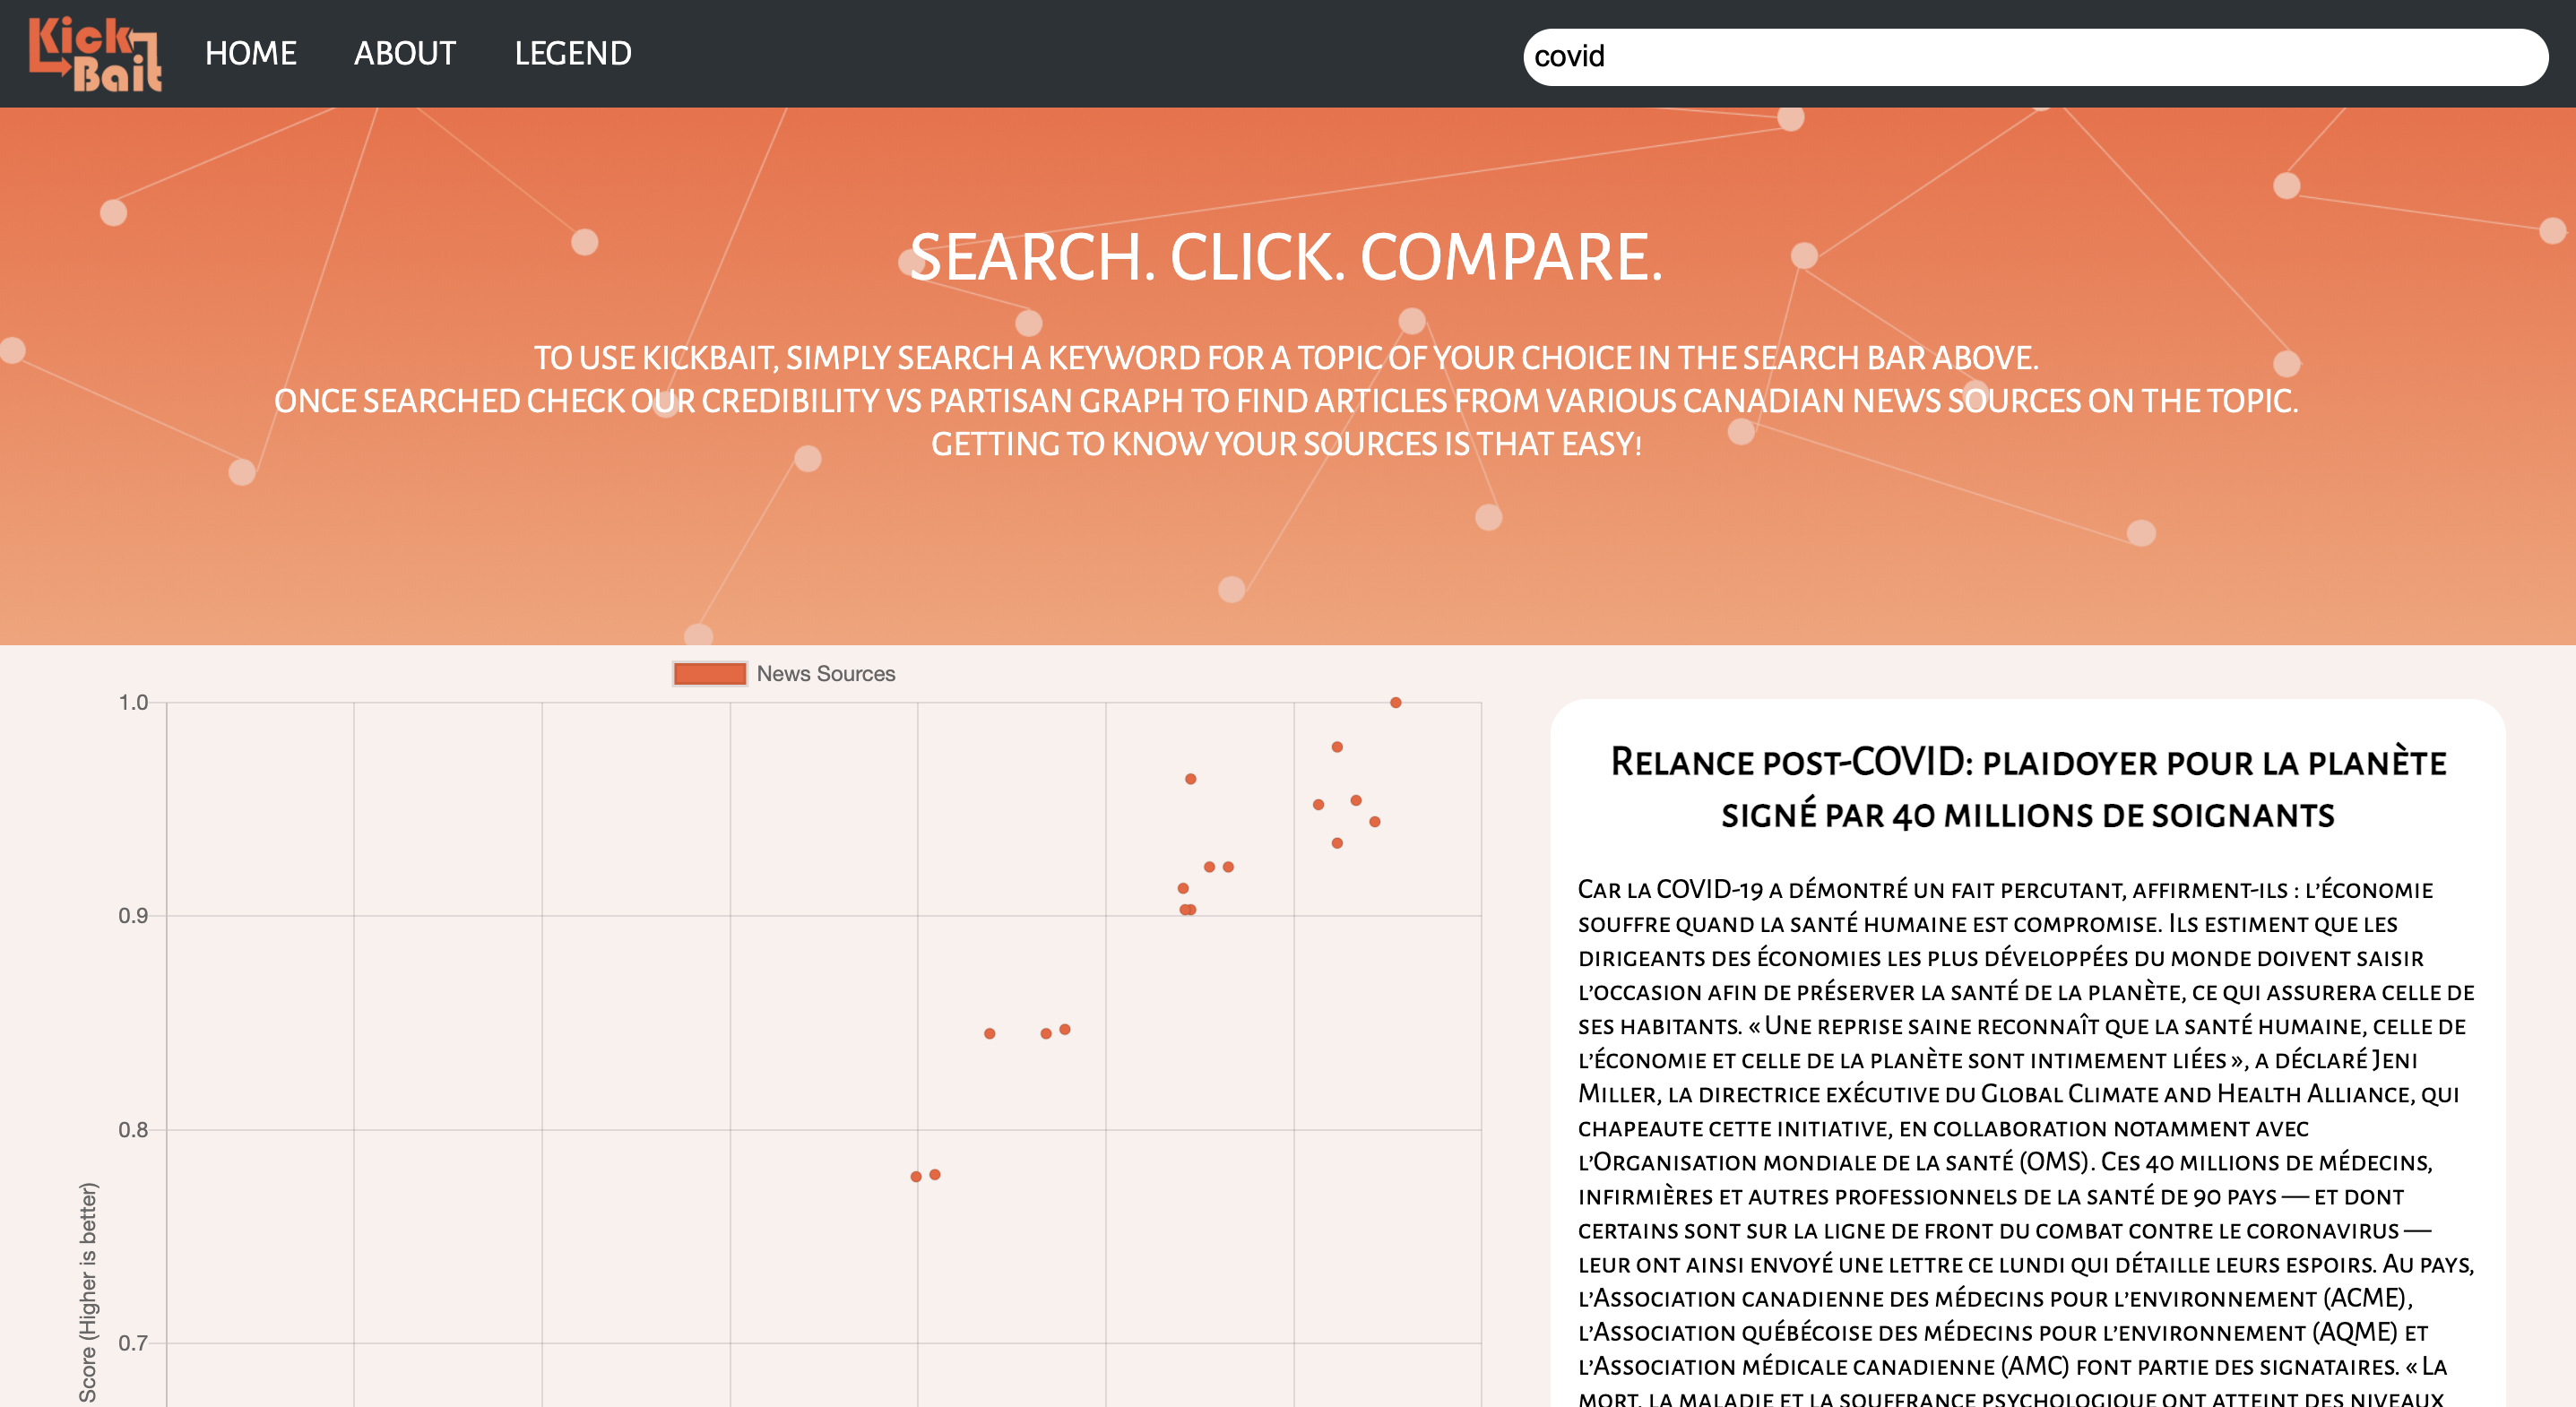 Kick
Bait
HOME
ABOUT
LEGEND
covid
SEARCH. CLICK. COMPARE.
TO USE KICKBAIT, SIMPLY SEARCH A KEYWORD FOR A TOPIC OF YOUR CHOICE IN THE SEARCH BAR ABOVE.
ONCE SEARCHED CHECK OUR CREDIBILITY VS PARTISAN GRAPH TO FIND ARTICLES FROM VARIOUS CANADIAN NEWS SOURCES ON THE TOPIC.
GETTING TO KNOW YOUR SOURCES IS THAT EASY!
News Sources
1.0
0.9
0.8
0.7
Score (Higher is better)
Relance post-COVID: plaidoyer pour la planète
signé par 40 millions de soignants
Car la COVID-19 a démontré un fait percutant, affirment-ils : l'économie
souffre quand la santé humaine est compromise. Ils estiment que les
dirigeants des économies les plus développées du monde doivent saisir
l'occasion afin de préserver la santé de la planète, ce qui assurera celle de
ses habitants. « Une reprise saine reconnaît que la santé humaine, celle de
l'économie et celle de la planète sont intimement liées », a déclaré Jeni
Miller, la directrice exécutive du Global Climate and Health Alliance, qui
chapeaute cette initiative, en collaboration notamment avec
l'Organisation mondiale de la santé (OMS). Ces 40 millions de médecins,
infirmières et autres professionnels de la santé de 90 pays — et dont
certains sont sur la ligne de front du combat contre le coronavirus —
leur ont ainsi envoyé une lettre ce lundi qui détaille leurs espoirs. Au pays,
l'Association canadienne des médecins pour l'environnement (ACME),
l'Association québécoise des médecins pour l'environnement (AQME) et
l'Association médicale canadienne (AMC) font partie des signataires. « La
mort, la maladie et la souffrance psychologique ont atteint des niveaux